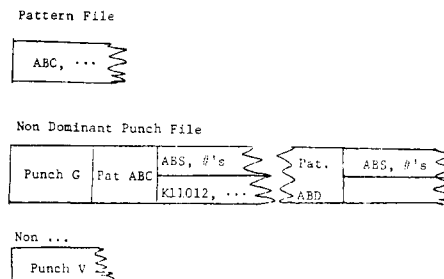 Pattern File
ABC, ...
Non Dominant Punch File
Punch G Pat ABC ABS, #'s Pat. ABS, #'s
K11012, ... ABD
Non ...
Punch V